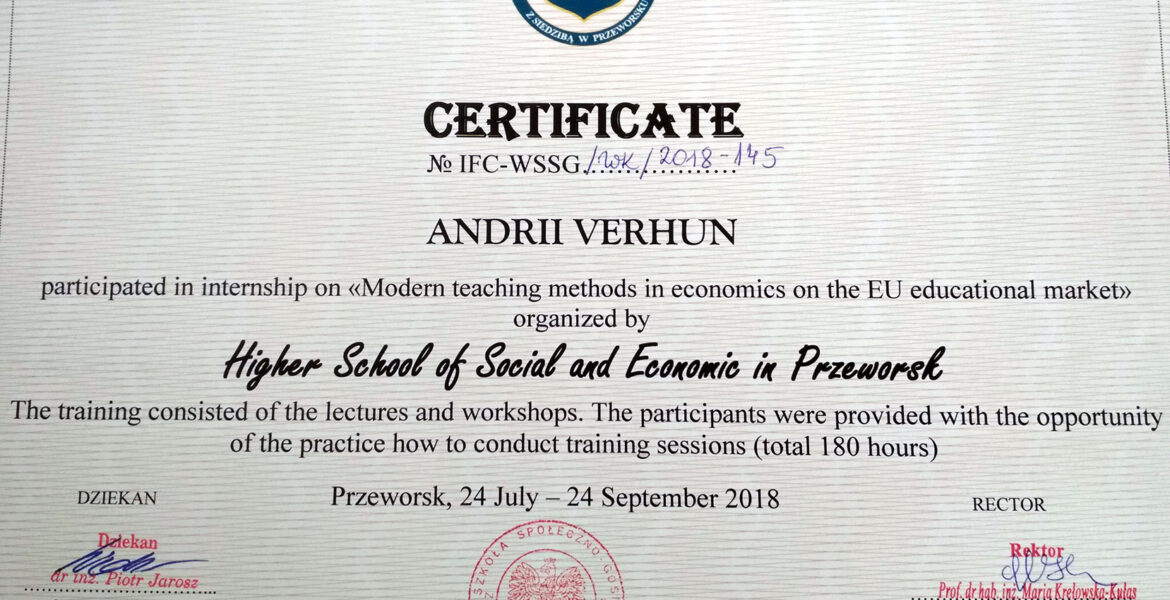 Z SIEDZIBĄ W PRZEWORSKU
CERTIFICATE
№ IFC-WSSG/WK/2018-145
ANDRII VERHUN
participated in internship on «Modern teaching methods in economics on the EU educational market»
organized by
Higher School of Social and Economic in Przeworsk
The training consisted of the lectures and workshops. The participants were provided with the opportunity
of the practice how to conduct training sessions (total 180 hours)
DZIEKAN
Przeworsk, 24 July – 24 September 2018
RECTOR
Dziekan
dr inż. Piotr Jarosz
SZKOŁA SPOŁECZNO
Rektor
Prof. dr hab. inż. Maria Krełowska-Kułas